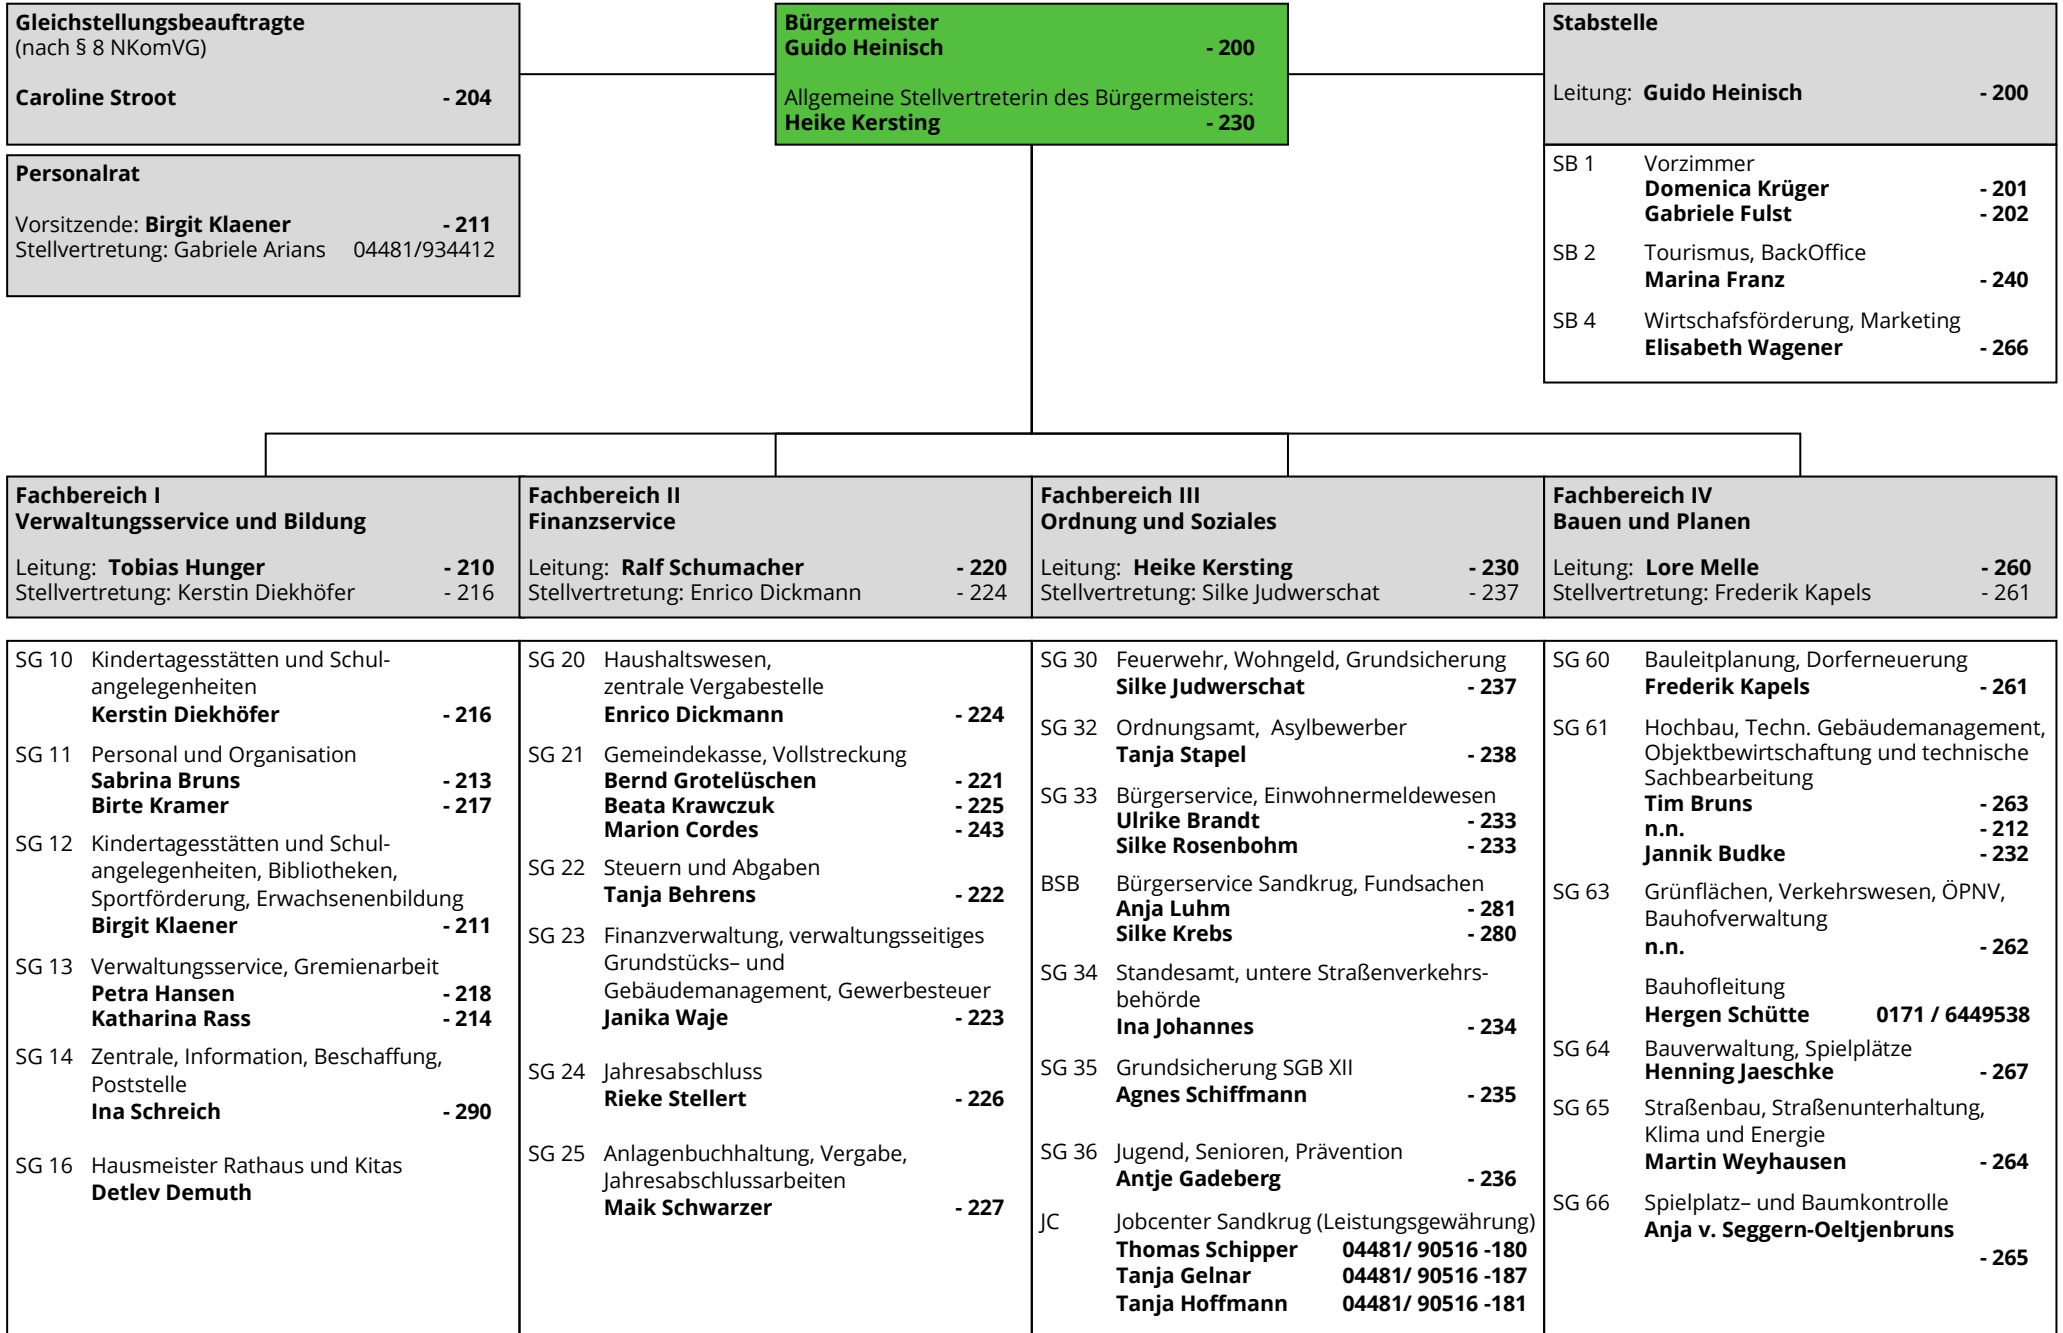 Gleichstellungsbeauftragte
(nach § 8 NKomVG)
Caroline Stroot - 204
Personalrat
Vorsitzende: Birgit Klaener - 211
Stellvertretung: Gabriele Arians 04481/934412
Bürgermeister
Guido Heinisch - 200
Allgemeine Stellvertreterin des Bürgermeisters:
Heike Kersting - 230
Stabstelle
Leitung: Guido Heinisch - 200
SB 1 Vorzimmer
Domenica Krüger - 201
Gabriele Fulst - 202
SB 2 Tourismus, BackOffice
Marina Franz - 240
SB 4 Wirtschafsförderung, Marketing
Elisabeth Wagener - 266
Fachbereich I
Verwaltungsservice und Bildung
Leitung: Tobias Hunger - 210
Stellvertretung: Kerstin Diekhöfer - 216
SG 10 Kindertagesstätten und Schul-
angelegenheiten
Kerstin Diekhöfer - 216
SG 11 Personal und Organisation
Sabrina Bruns - 213
Birte Kramer - 217
SG 12 Kindertagesstätten und Schul-
angelegenheiten, Bibliotheken,
Sportförderung, Erwachsenenbildung
Birgit Klaener - 211
SG 13 Verwaltungsservice, Gremienarbeit
Petra Hansen - 218
Katharina Rass - 214
SG 14 Zentrale, Information, Beschaffung,
Poststelle
Ina Schreich - 290
SG 16 Hausmeister Rathaus und Kitas
Detlev Demuth
Fachbereich II
Finanzservice
Leitung: Ralf Schumacher - 220
Stellvertretung: Enrico Dickmann - 224
SG 20 Haushaltswesen,
zentrale Vergabestelle
Enrico Dickmann - 224
SG 21 Gemeindekasse, Vollstreckung
Bernd Grotelüschen - 221
Beata Krawczuk - 225
Marion Cordes - 243
SG 22 Steuern und Abgaben
Tanja Behrens - 222
SG 23 Finanzverwaltung, verwaltungsseitiges
Grundstücks– und
Gebäudemanagement, Gewerbesteuer
Janika Waje - 223
SG 24 Jahresabschluss
Rieke Stellert - 226
SG 25 Anlagenbuchhaltung, Vergabe,
Jahresabschlussarbeiten
Maik Schwarzer - 227
Fachbereich III
Ordnung und Soziales
Leitung: Heike Kersting - 230
Stellvertretung: Silke Judwerschat - 237
SG 30 Feuerwehr, Wohngeld, Grundsicherung
Silke Judwerschat - 237
SG 32 Ordnungsamt, Asylbewerber
Tanja Stapel - 238
SG 33 Bürgerservice, Einwohnermeldewesen
Ulrike Brandt - 233
Silke Rosenbohm - 233
BSB Bürgerservice Sandkrug, Fundsachen
Anja Luhm - 281
Silke Krebs - 280
SG 34 Standesamt, untere Straßenverkehrs-
behörde
Ina Johannes - 234
SG 35 Grundsicherung SGB XII
Agnes Schiffmann - 235
SG 36 Jugend, Senioren, Prävention
Antje Gadeberg - 236
JC Jobcenter Sandkrug (Leistungsgewährung)
Thomas Schipper 04481/ 90516 -180
Tanja Gelnar 04481/ 90516 -187
Tanja Hoffmann 04481/ 90516 -181
Fachbereich IV
Bauen und Planen
Leitung: Lore Melle - 260
Stellvertretung: Frederik Kapels - 261
SG 60 Bauleitplanung, Dorferneuerung
Frederik Kapels - 261
SG 61 Hochbau, Techn. Gebäudemanagement,
Objektbewirtschaftung und technische
Sachbearbeitung
Tim Bruns - 263
n.n. - 212
Jannik Budke - 232
SG 63 Grünflächen, Verkehrswesen, ÖPNV,
Bauhofverwaltung
n.n. - 262
Bauhofleitung
Hergen Schütte 0171 / 6449538
SG 64 Bauverwaltung, Spielplätze
Henning Jaeschke - 267
SG 65 Straßenbau, Straßenunterhaltung,
Klima und Energie
Martin Weyhausen - 264
SG 66 Spielplatz– und Baumkontrolle
Anja v. Seggern-Oeltjenbruns
- 265